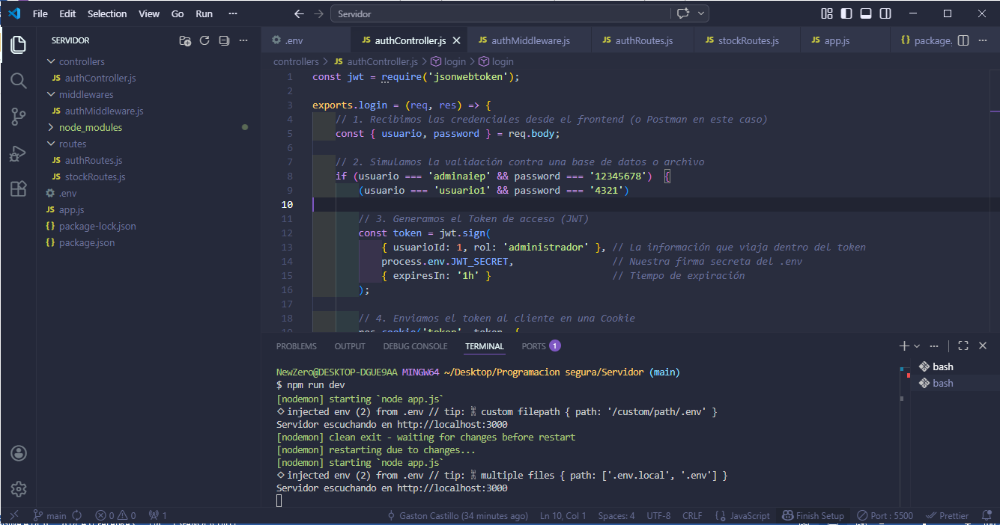 File Edit Selection View Go Run ··· Servidor
SERVIDOR
controllers
JS authController.js
middlewares
JS authMiddleware.js
node_modules
routes
JS authRoutes.js
JS stockRoutes.js
.env
JS app.js
{} package-lock.json
{} package.json
.env JS authController.js JS authMiddleware.js JS authRoutes.js JS stockRoutes.js JS app.js {} package.
controllers > JS authController.js > login > login
1 const jwt = require('jsonwebtoken');
2
3 exports.login = (req, res) => {
4 // 1. Recibimos las credenciales desde el frontend (o Postman en este caso)
5 const { usuario, password } = req.body;
6
7 // 2. Simulamos la validación contra una base de datos o archivo
8 if (usuario === 'adminaiep' && password === '12345678') {
9 (usuario === 'usuario1' && password === '4321')
10
11 // 3. Generamos el Token de acceso (JWT)
12 const token = jwt.sign(
13 { usuarioId: 1, rol: 'administrador' }, // La información que viaja dentro del token
14 process.env.JWT_SECRET, // Nuestra firma secreta del .env
15 { expiresIn: '1h' } // Tiempo de expiración
16 );
17
18 // 4. Enviamos el token al cliente en una Cookie
19 res.cookie('token', token, {
PROBLEMS OUTPUT DEBUG CONSOLE TERMINAL PORTS 1
NewZero@DESKTOP-DGUE9AA MINGW64 ~/Desktop/Programacion segura/Servidor (main)
$ npm run dev
[nodemon] starting `node app.js`
◇ injected env (2) from .env // tip: ⌘ custom filepath { path: '/custom/path/.env' }
Servidor escuchando en http://localhost:3000
[nodemon] clean exit - waiting for changes before restart
[nodemon] restarting due to changes...
[nodemon] starting `node app.js`
◇ injected env (2) from .env // tip: ⌘ multiple files { path: ['.env.local', '.env'] }
Servidor escuchando en http://localhost:3000
bash
bash
main 0 0 1 Gaston Castillo (34 minutes ago) Ln 10, Col 1 Spaces: 4 UTF-8 CRLF {} JavaScript Finish Setup Port : 5500 Prettier